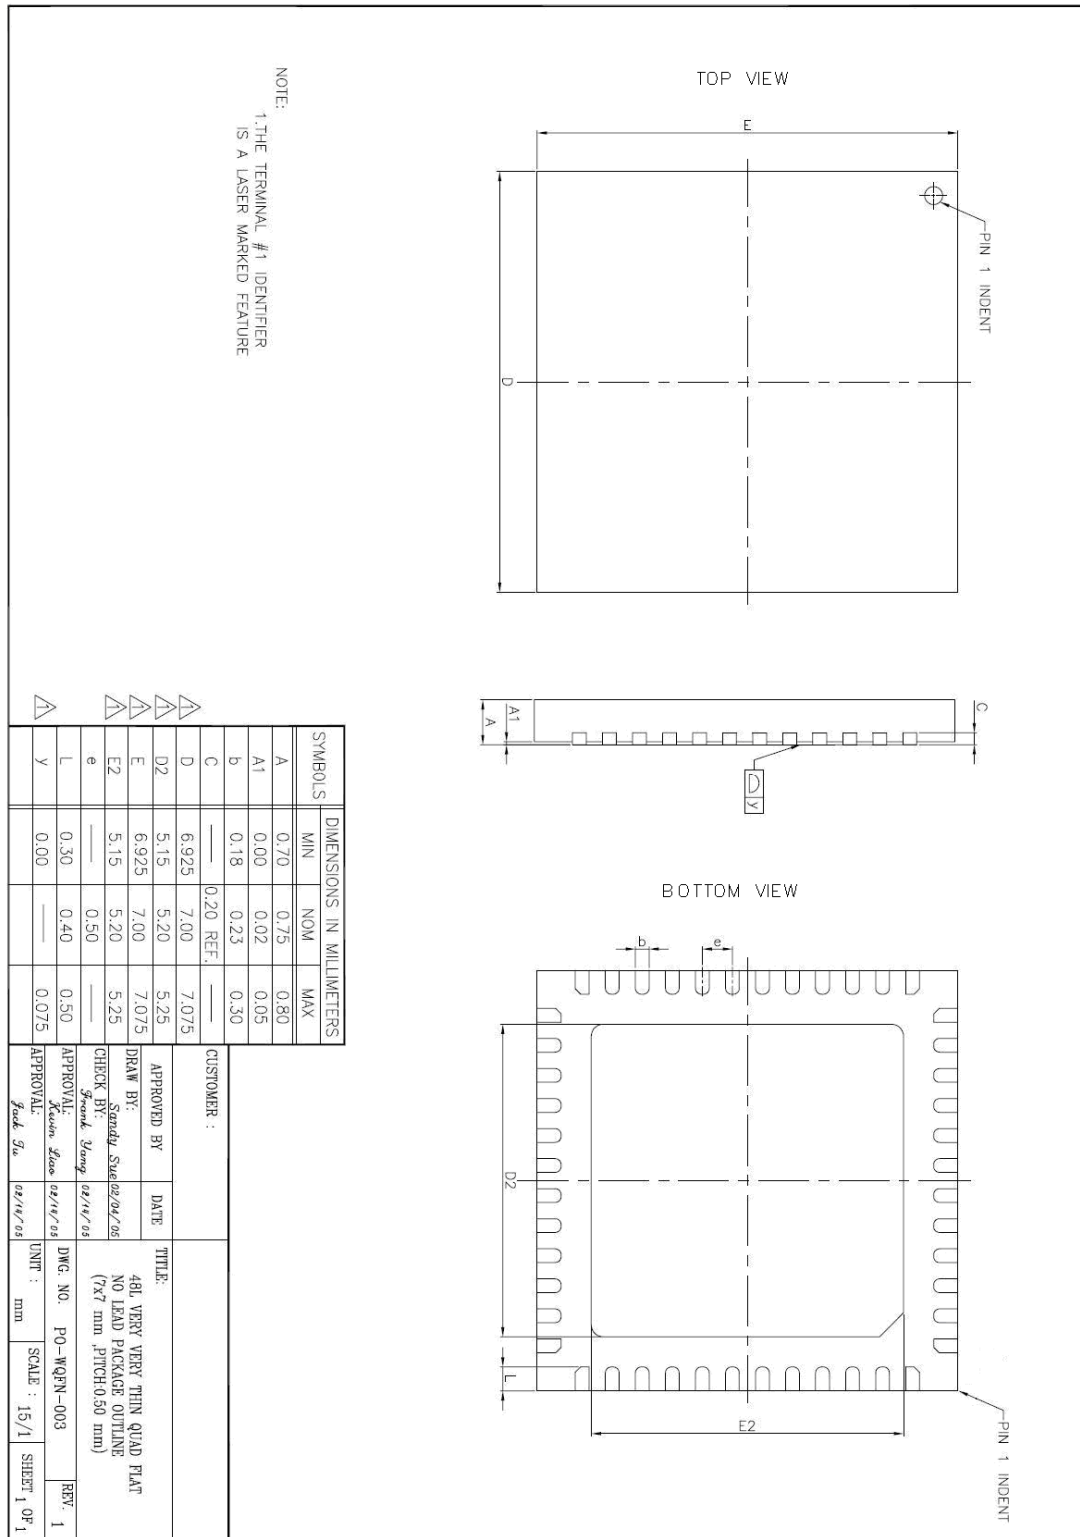 TOP VIEW
E
D
PIN 1 INDENT
NOTE:
1.THE TERMINAL #1 IDENTIFIER
IS A LASER MARKED FEATURE
A1
A
C
y
BOTTOM VIEW
b
e
D2
L
E2
PIN 1 INDENT
SYMBOLS DIMENSIONS IN MILLIMETERS
MIN NOM MAX
A 0.70 0.75 0.80
A1 0.00 0.02 0.05
b 0.18 0.23 0.30
C — 0.20 REF. —
1 D 6.925 7.00 7.075
1 D2 5.15 5.20 5.25
1 E 6.925 7.00 7.075
1 E2 5.15 5.20 5.25
e — 0.50 —
L 0.30 0.40 0.50
1 y 0.00 — 0.075
CUSTOMER :
APPROVED BY DATE
DRAW BY:
Sandy Sue 02/04/05
CHECK BY:
Frank Yang 02/14/05
APPROVAL:
Kevin Liao 02/14/05
APPROVAL:
Jack Tu 02/14/05
TITLE:
48L VERY VERY THIN QUAD FLAT
NO LEAD PACKAGE OUTLINE
(7x7 mm ,PITCH:0.50 mm)
DWG. NO. PO-WQFN-003 REV. 1
UNIT : mm SCALE : 15/1 SHEET 1 OF 1